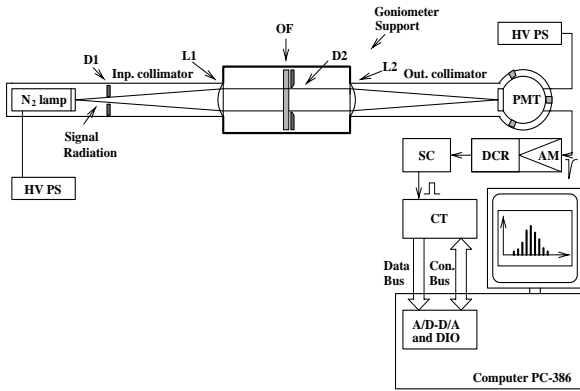 OF
Goniometer
Support
HV PS
D1
L1
D2
L2
Inp. collimator
Out. collimator
N2 lamp
PMT
Signal
Radiation
HV PS
SC
DCR
AM
CT
Data
Bus
Con.
Bus
A/D-D/A
and DIO
Computer PC-386